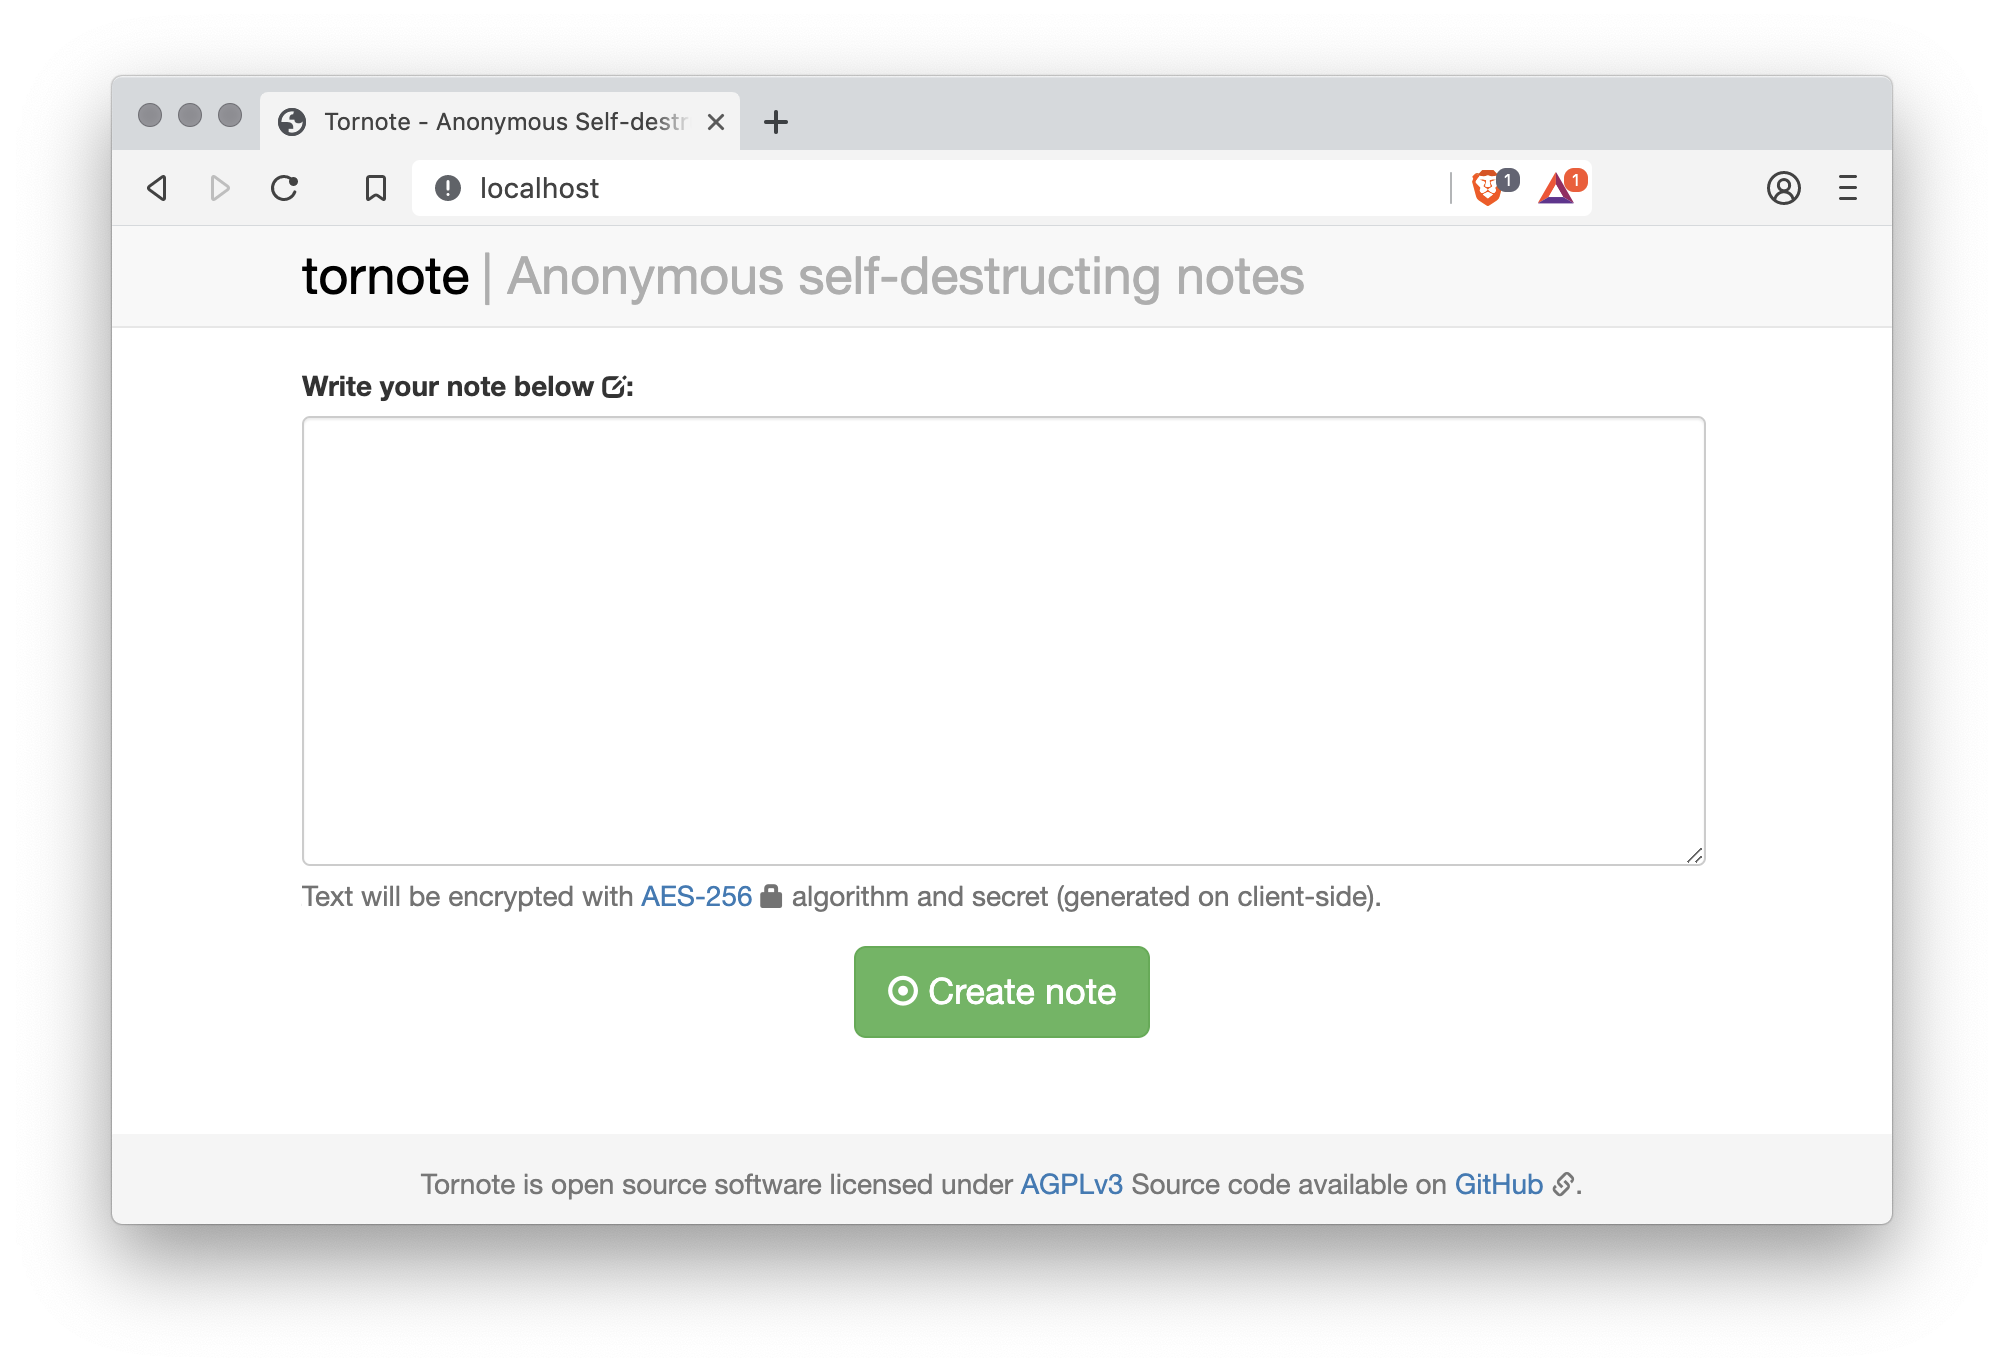 Tornote - Anonymous Self-destr
localhost
1
1
tornote | Anonymous self-destructing notes
Write your note below :
Text will be encrypted with AES-256 algorithm and secret (generated on client-side).
Create note
Tornote is open source software licensed under AGPLv3 Source code available on GitHub .